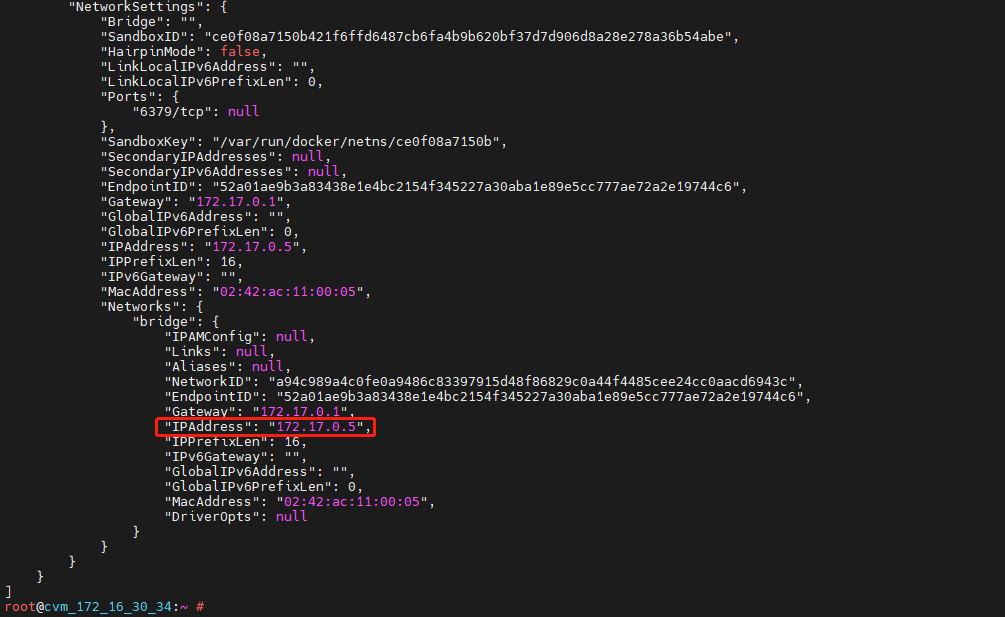 "NetworkSettings": {
"Bridge": "",
"SandboxID": "ce0f08a7150b421f6ffd6487cb6fa4b9b620bf37d7d906d8a28e278a36b54abe",
"HairpinMode": false,
"LinkLocalIPv6Address": "",
"LinkLocalIPv6PrefixLen": 0,
"Ports": {
"6379/tcp": null
},
"SandboxKey": "/var/run/docker/netns/ce0f08a7150b",
"SecondaryIPAddresses": null,
"SecondaryIPv6Addresses": null,
"EndpointID": "52a01ae9b3a83438e1e4bc2154f345227a30aba1e89e5cc777ae72a2e19744c6",
"Gateway": "172.17.0.1",
"GlobalIPv6Address": "",
"GlobalIPv6PrefixLen": 0,
"IPAddress": "172.17.0.5",
"IPPrefixLen": 16,
"IPv6Gateway": "",
"MacAddress": "02:42:ac:11:00:05",
"Networks": {
"bridge": {
"IPAMConfig": null,
"Links": null,
"Aliases": null,
"NetworkID": "a94c989a4c0fe0a9486c83397915d48f86829c0a44f4485cee24cc0aacd6943c",
"EndpointID": "52a01ae9b3a83438e1e4bc2154f345227a30aba1e89e5cc777ae72a2e19744c6",
"Gateway": "172.17.0.1",
"IPAddress": "172.17.0.5",
"IPPrefixLen": 16,
"IPv6Gateway": "",
"GlobalIPv6Address": "",
"GlobalIPv6PrefixLen": 0,
"MacAddress": "02:42:ac:11:00:05",
"DriverOpts": null
}
}
}
}
]
root@cvm_172_16_30_34:~ #